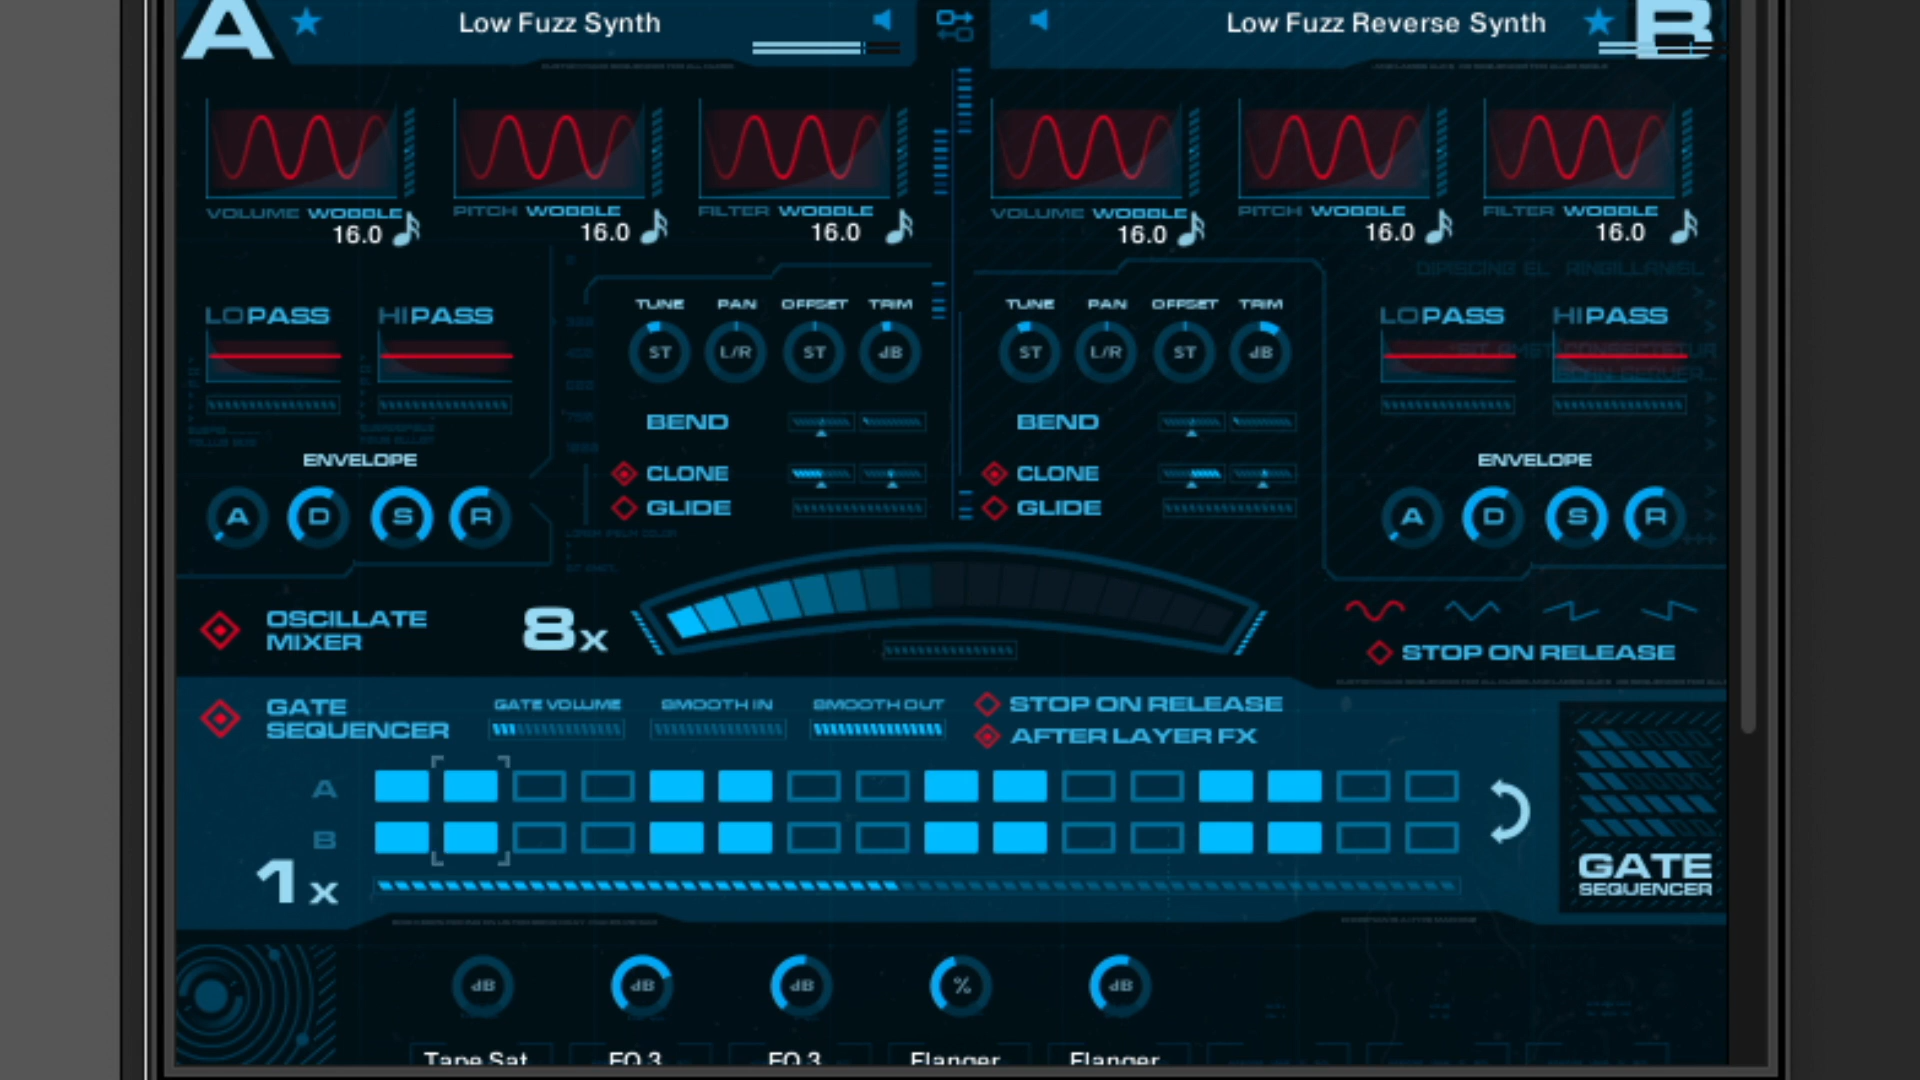 A
Low Fuzz Synth
Low Fuzz Reverse Synth
B
VOLUME WOBBLE
16.0
PITCH WOBBLE
16.0
FILTER WOBBLE
16.0
VOLUME WOBBLE
16.0
PITCH WOBBLE
16.0
FILTER WOBBLE
16.0
LOPASS
HIPASS
TUNE PAN OFFSET TRIM
ST L/R ST dB
TUNE PAN OFFSET TRIM
ST L/R ST dB
LOPASS
HIPASS
BEND
CLONE
GLIDE
BEND
CLONE
GLIDE
ENVELOPE
A D S R
ENVELOPE
A D S R
OSCILLATE
MIXER
8x
STOP ON RELEASE
GATE
SEQUENCER
GATE VOLUME
SMOOTH IN
SMOOTH OUT
STOP ON RELEASE
AFTER LAYER FX
A
B
1x
GATE
SEQUENCER
dB dB dB % dB
Tape Sat
EQ 3
EQ 3
Flanger
Flanger